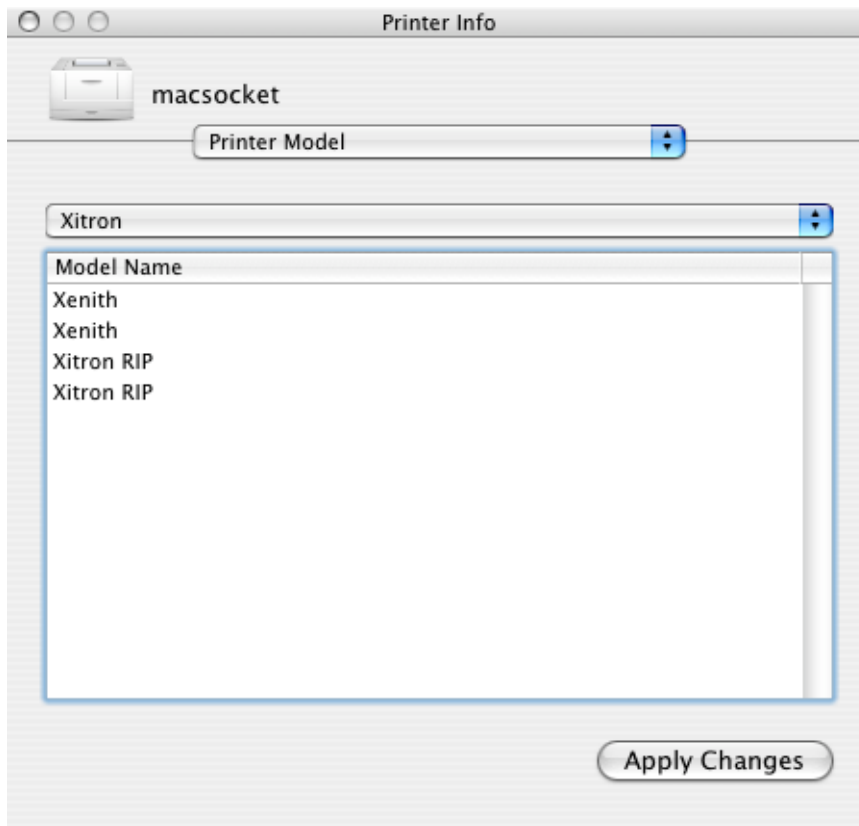 Printer Info
macsocket
Printer Model
Xitron
Model Name
Xenith
Xenith
Xitron RIP
Xitron RIP
Apply Changes